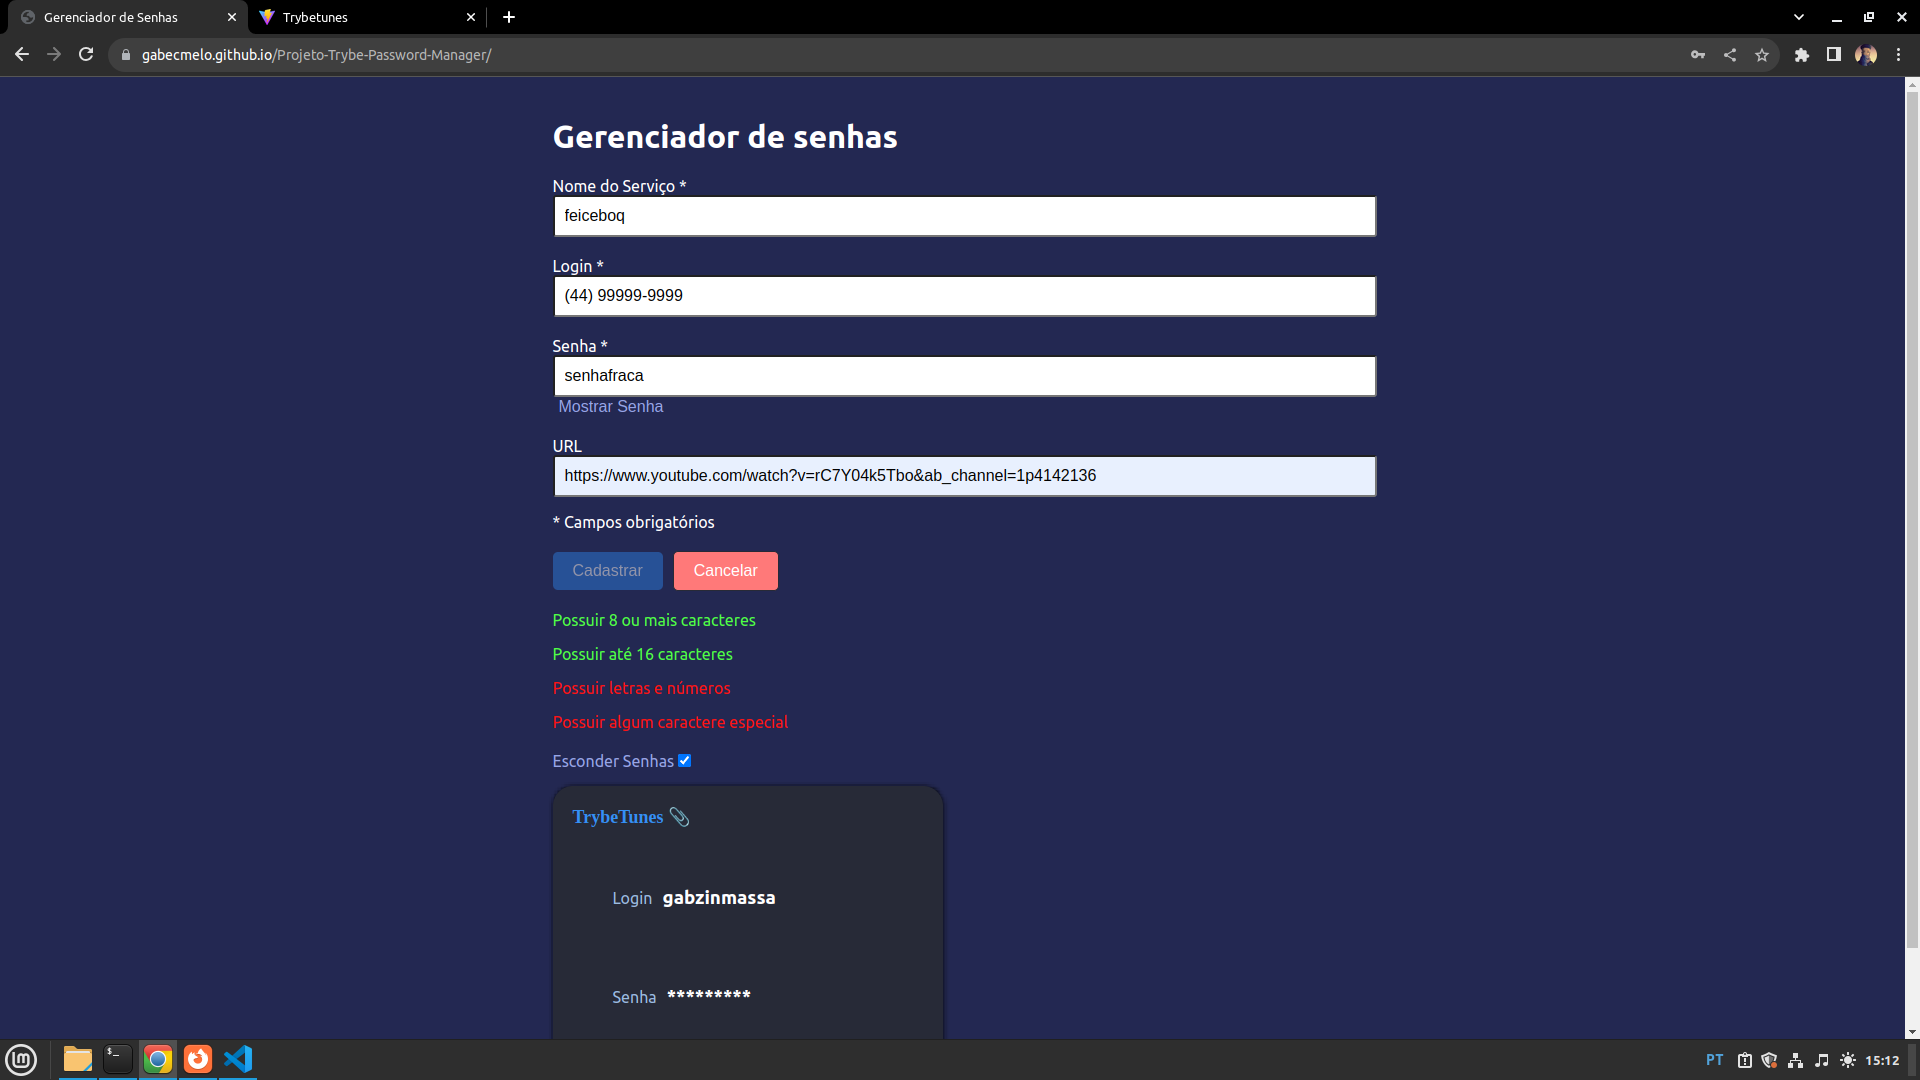 Gerenciador de Senhas
Trybetunes
gabecmelo.github.io/Projeto-Trybe-Password-Manager/
Gerenciador de senhas
Nome do Serviço *
feiceboq
Login *
(44) 99999-9999
Senha *
senhafraca
Mostrar Senha
URL
https://www.youtube.com/watch?v=rC7Y04k5Tbo&ab_channel=1p4142136
* Campos obrigatórios
Cadastrar Cancelar
Possuir 8 ou mais caracteres
Possuir até 16 caracteres
Possuir letras e números
Possuir algum caractere especial
Esconder Senhas
TrybeTunes
Login gabzinmassa
Senha *********
PT 15:12